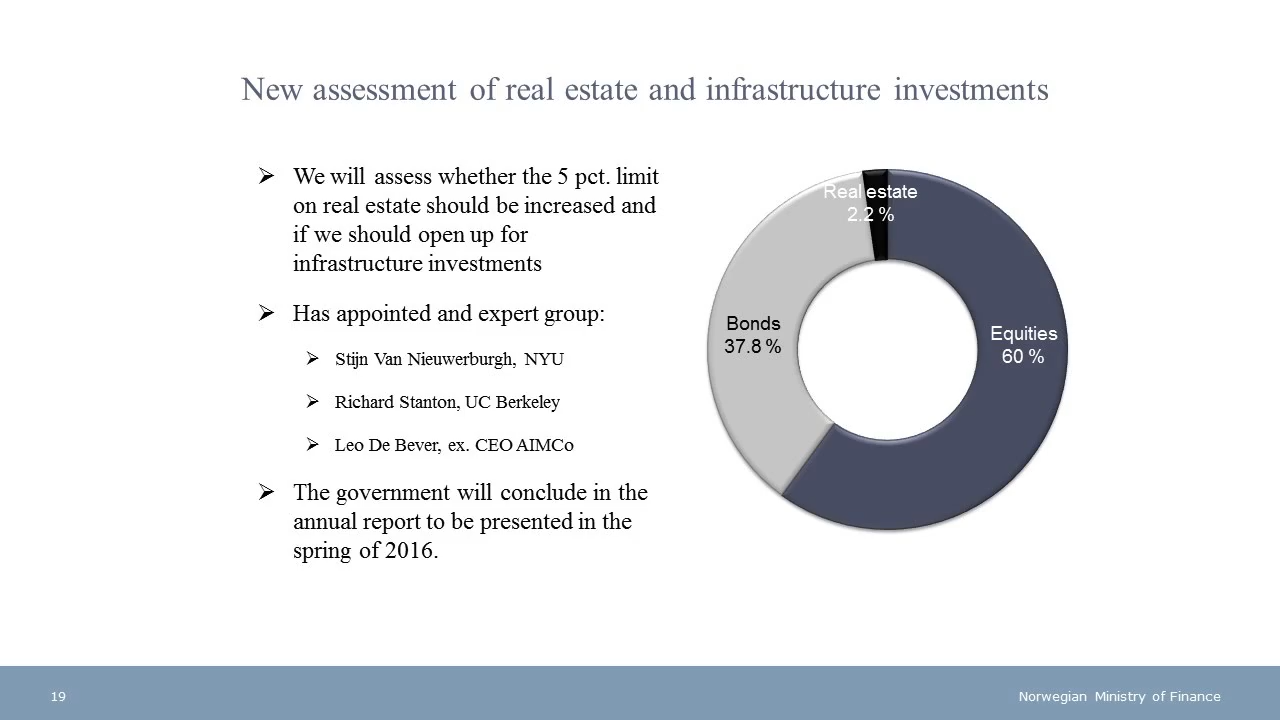 New assessment of real estate and infrastructure investments
➢ We will assess whether the 5 pct. limit
on real estate should be increased and
if we should open up for
infrastructure investments
➢ Has appointed and expert group:
➢ Stijn Van Nieuwerburgh, NYU
➢ Richard Stanton, UC Berkeley
➢ Leo De Bever, ex. CEO AIMCo
➢ The government will conclude in the
annual report to be presented in the
spring of 2016.
Real estate
2.2 %
Bonds
37.8 %
Equities
60 %
19
Norwegian Ministry of Finance